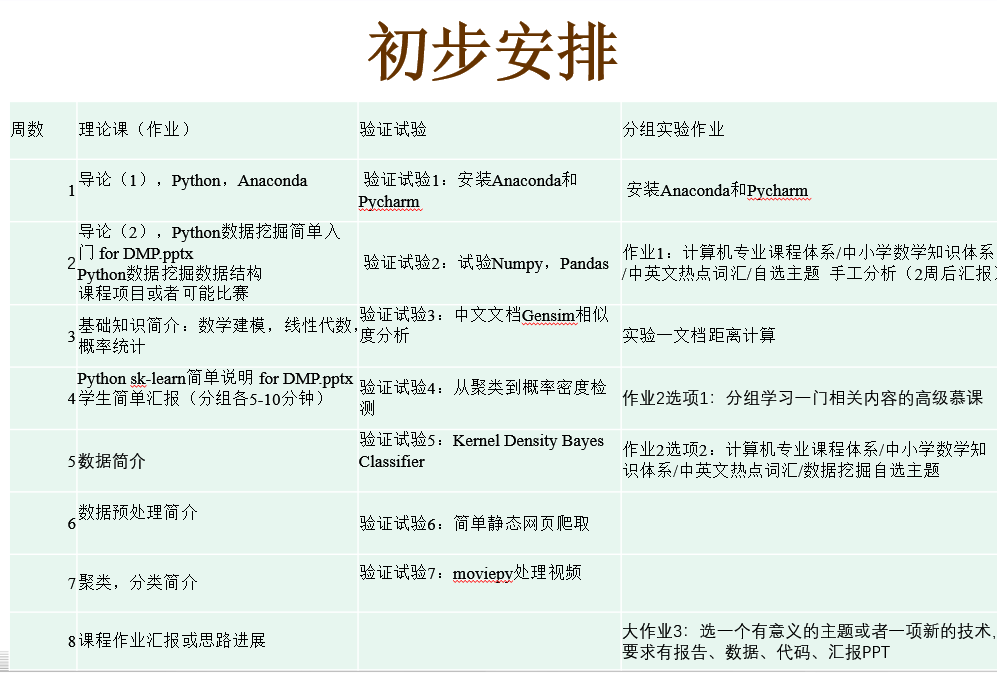 初步安排
周数 理论课（作业） 验证试验 分组实验作业
1 导论（1），Python，Anaconda
验证试验1：安装Anaconda和
Pycharm
安装Anaconda和Pycharm
2 导论（2），Python数据挖掘简单入
门 for DMP.pptx
Python数据挖掘数据结构
课程项目或者可能比赛
验证试验2：试验Numpy，Pandas
作业1：计算机专业课程体系/中小学数学知识体系
/中英文热点词汇/自选主题 手工分析（2周后汇报）
3 基础知识简介：数学建模，线性代数，
概率统计
验证试验3：中文文档Gensim相似
度分析
实验一文档距离计算
4 Python sk-learn简单说明 for DMP.pptx
学生简单汇报（分组各5-10分钟）
验证试验4：从聚类到概率密度检
测
作业2选项1：分组学习一门相关内容的高级慕课
5 数据简介
验证试验5：Kernel Density Bayes
Classifier
作业2选项2：计算机专业课程体系/中小学数学知
识体系/中英文热点词汇/数据挖掘自选主题
6 数据预处理简介
验证试验6：简单静态网页爬取
7 聚类，分类简介
验证试验7：moviepy处理视频
8 课程作业汇报或思路进展
大作业3：选一个有意义的主题或者一项新的技术，
要求有报告、数据、代码、汇报PPT